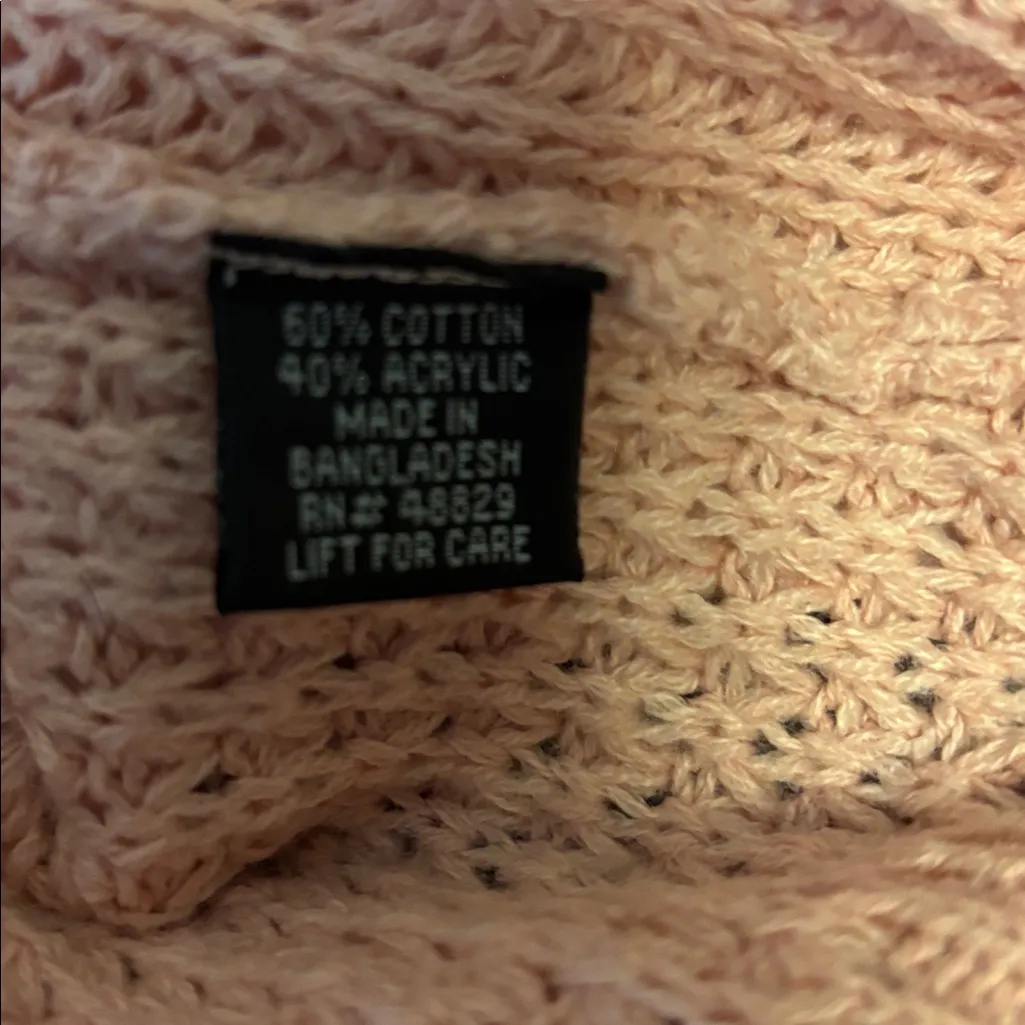 60% COTTON
40% ACRYLIC
MADE IN
BANGLADESH
RN# 48829
LIFT FOR CARE